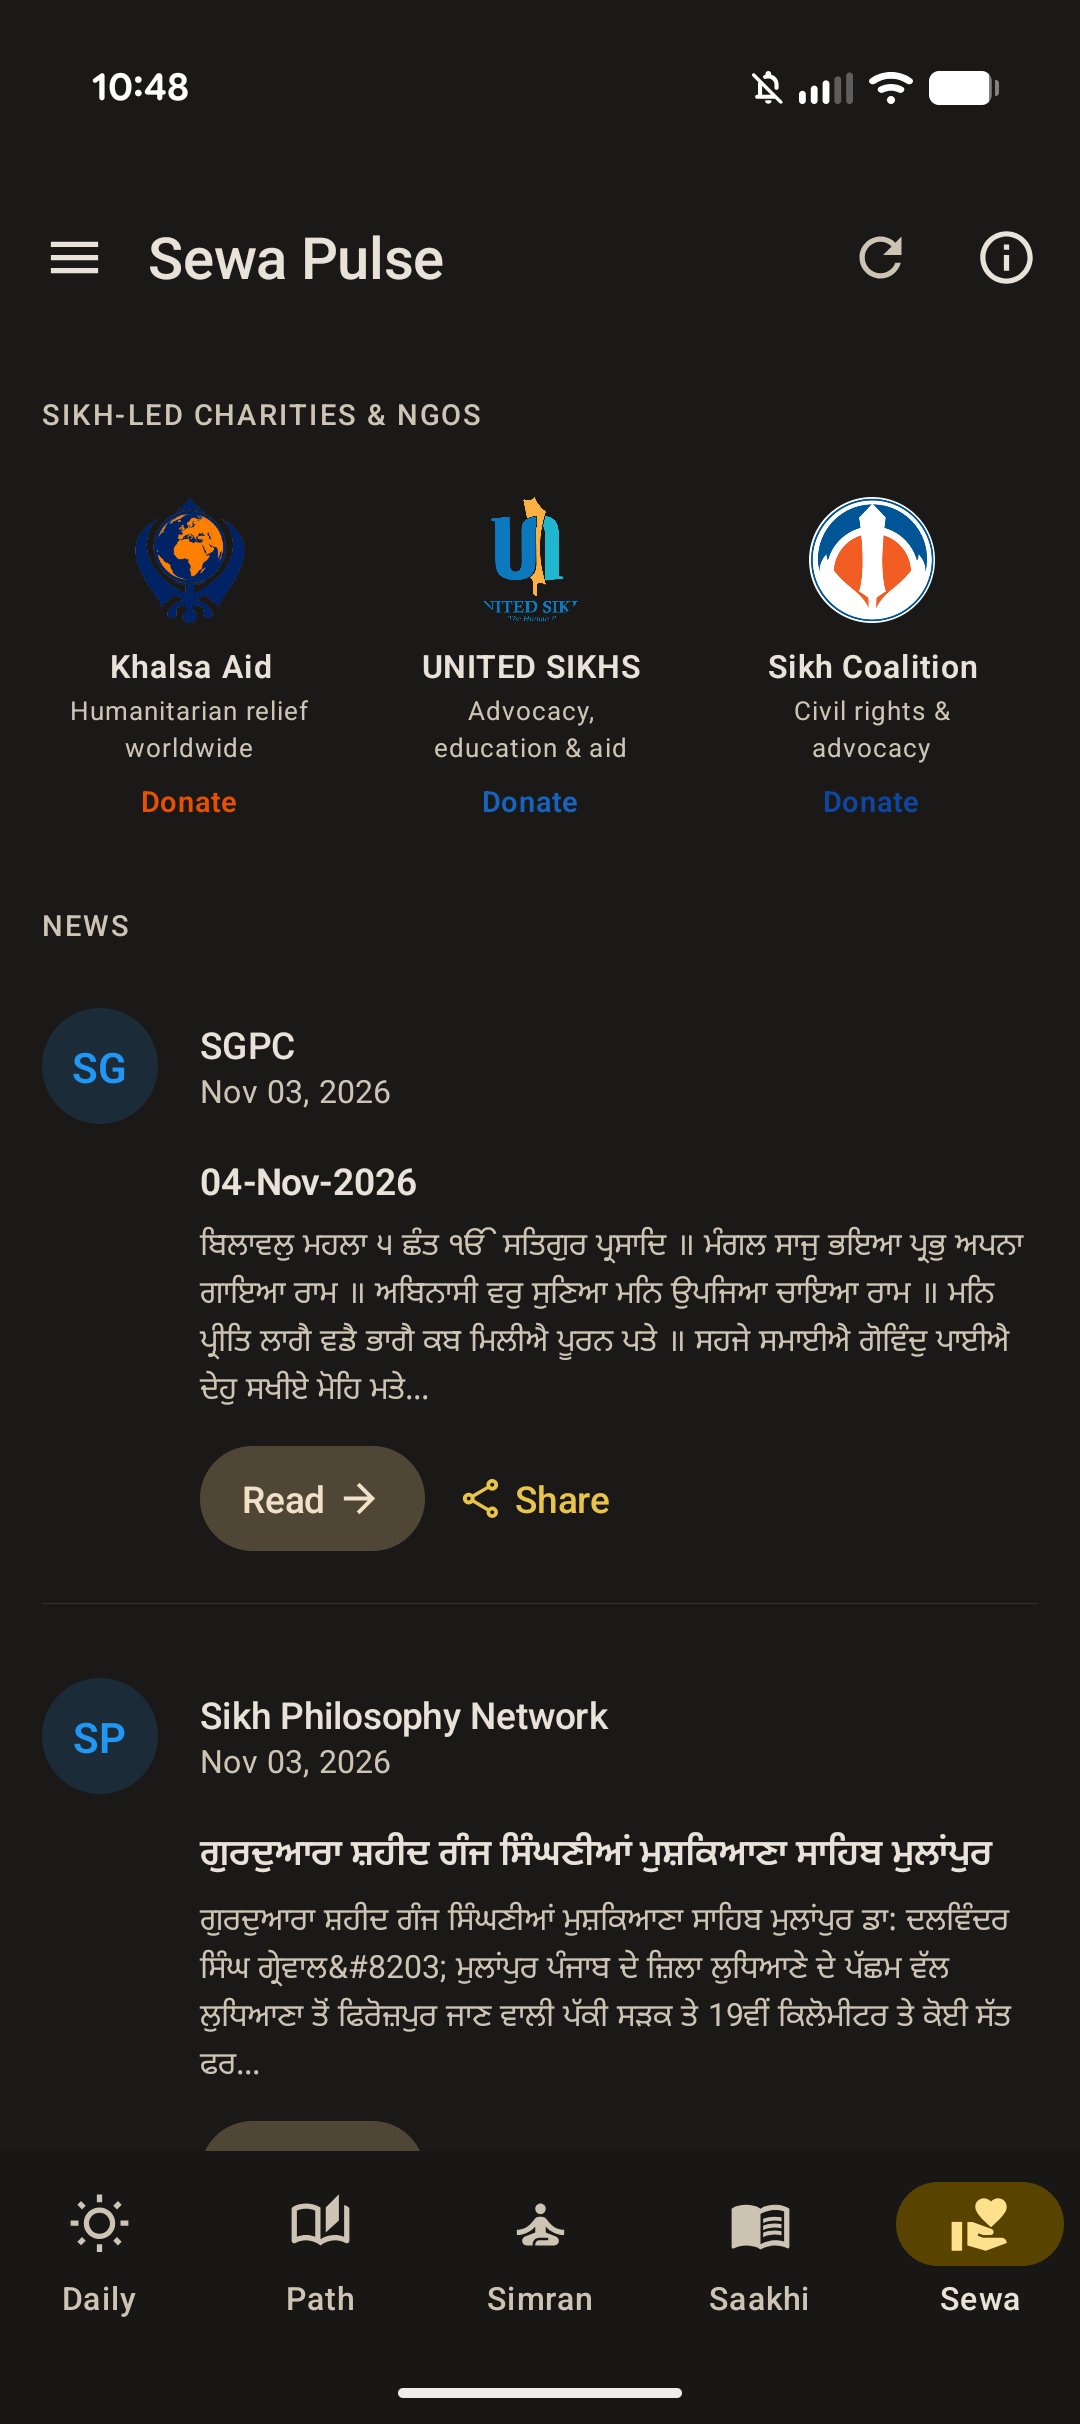 10:48
Sewa Pulse
SIKH-LED CHARITIES & NGOS
UNITED SIKHS
Khalsa Aid
Humanitarian relief
worldwide
Donate
UNITED SIKHS
Advocacy,
education & aid
Donate
Sikh Coalition
Civil rights &
advocacy
Donate
NEWS
SG
SGPC
Nov 03, 2026
04-Nov-2026
ਬਿਲਾਵਲੁ ਮਹਲਾ ੫ ਛੰਤ ੴ ਸਤਿਗੁਰ ਪ੍ਰਸਾਦਿ ॥ ਮੰਗਲ ਸਾਜੁ ਭਇਆ ਪ੍ਰਭੁ ਅਪਨਾ
ਗਾਇਆ ਰਾਮ ॥ ਅਬਿਨਾਸੀ ਵਰੁ ਸੁਣਿਆ ਮਨਿ ਉਪਜਿਆ ਚਾਇਆ ਰਾਮ ॥ ਮਨਿ
ਪ੍ਰੀਤਿ ਲਾਗੈ ਵਡੈ ਭਾਗੈ ਕਬ ਮਿਲੀਐ ਪੂਰਨ ਪਤੇ ॥ ਸਹਜੇ ਸਮਾਈਐ ਗੋਵਿੰਦੁ ਪਾਈਐ
ਦੇਹੁ ਸਖੀਏ ਮੋਹਿ ਮਤੇ...
Read
Share
SP
Sikh Philosophy Network
Nov 03, 2026
ਗੁਰਦੁਆਰਾ ਸ਼ਹੀਦ ਗੰਜ ਸਿੰਘਣੀਆਂ ਮੁਸ਼ਕਿਆਣਾ ਸਾਹਿਬ ਮੁਲਾਂਪੁਰ
ਗੁਰਦੁਆਰਾ ਸ਼ਹੀਦ ਗੰਜ ਸਿੰਘਣੀਆਂ ਮੁਸ਼ਕਿਆਣਾ ਸਾਹਿਬ ਮੁਲਾਂਪੁਰ ਡਾ: ਦਲਵਿੰਦਰ
ਸਿੰਘ ਗ੍ਰੇਵਾਲ&#8203; ਮੁਲਾਂਪੁਰ ਪੰਜਾਬ ਦੇ ਜ਼ਿਲਾ ਲੁਧਿਆਣੇ ਦੇ ਪੱਛਮ ਵੱਲ
ਲੁਧਿਆਣਾ ਤੋਂ ਫਿਰੋਜ਼ਪੁਰ ਜਾਣ ਵਾਲੀ ਪੱਕੀ ਸੜਕ ਤੇ 19ਵੀਂ ਕਿਲੋਮੀਟਰ ਤੇ ਕੋਈ ਸੱਤ
ਫਰ...
Daily
Path
Simran
Saakhi
Sewa